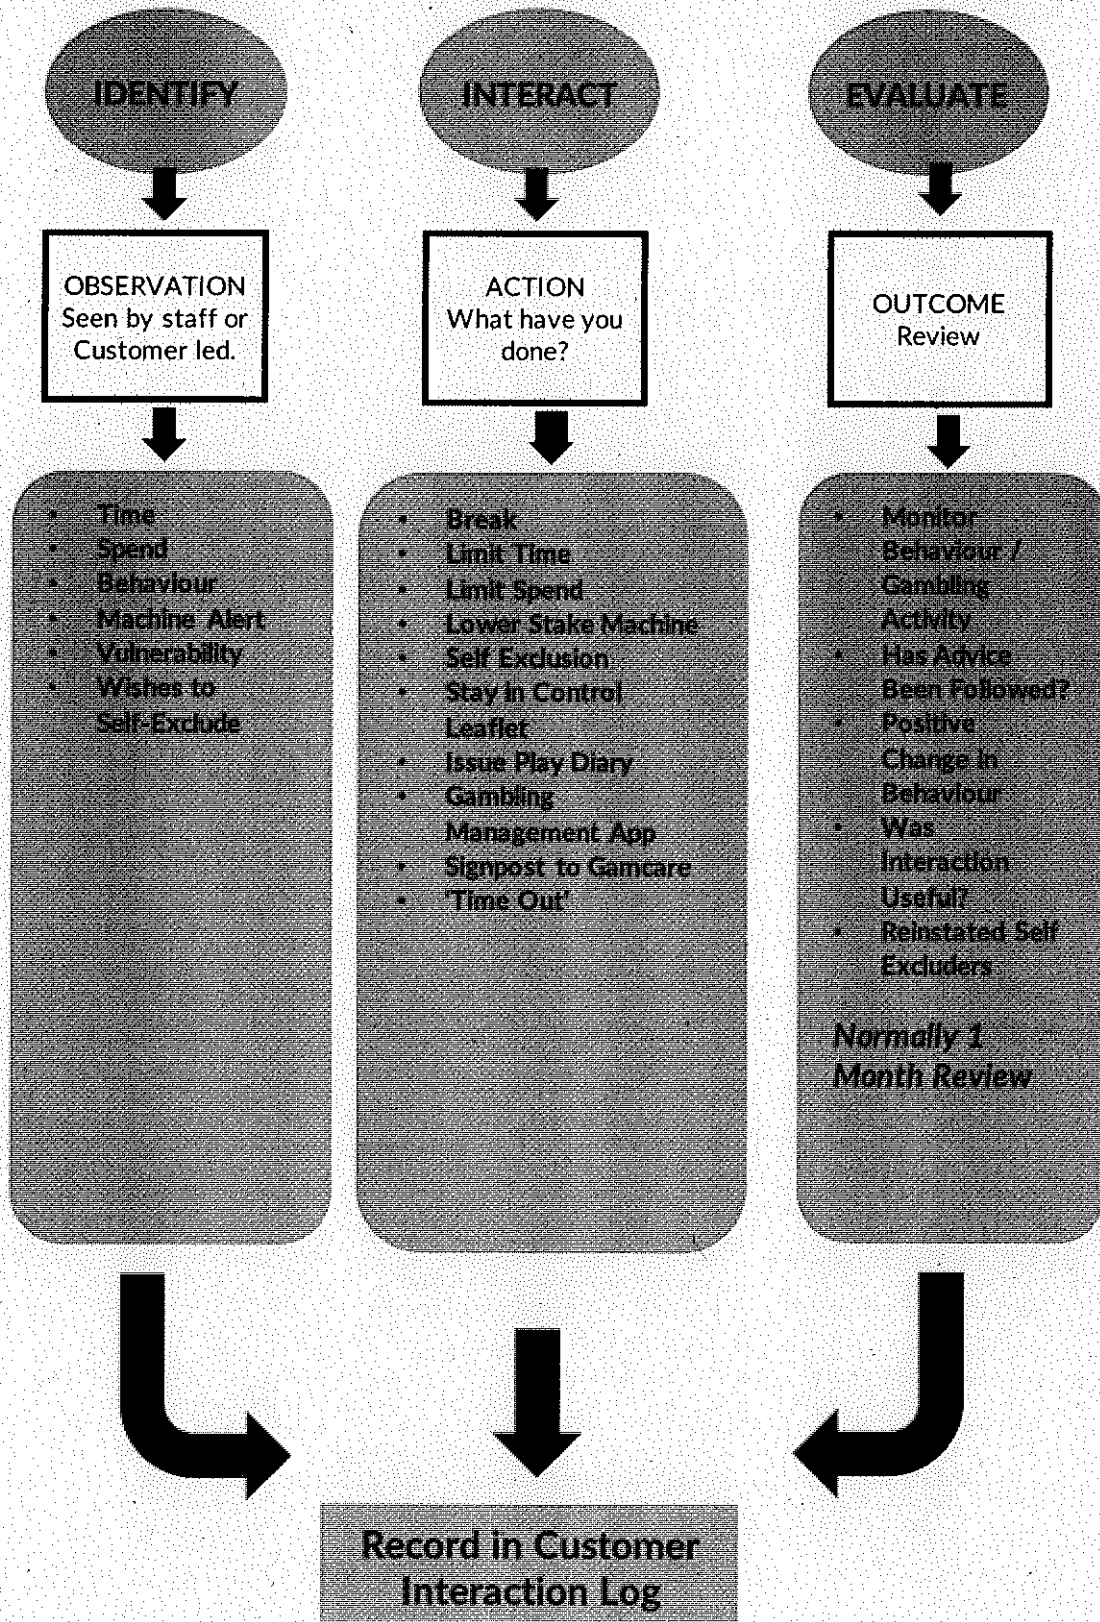 IDENTIFY
OBSERVATION
Seen by staff or
Customer led.
• Time
• Spend
• Behaviour
• Machine Alert
• Vulnerability
• Wishes to
Self-Exclude
INTERACT
ACTION
What have you
done?
• Break
• Limit Time
• Limit Spend
• Lower Stake Machine
• Self Exclusion
• Stay In Control
Leaflet
• Issue Play Diary
• Gambling
Management App
• Signpost to Gamcare
• 'Time Out'
EVALUATE
OUTCOME
Review
• Monitor
Behaviour /
Gambling
Activity
• Has Advice
Been Followed?
• Positive
Change in
Behaviour
• Was
Interaction
Useful?
• Reinstated Self
Excluders
Normally 1
Month Review
Record in Customer
Interaction Log